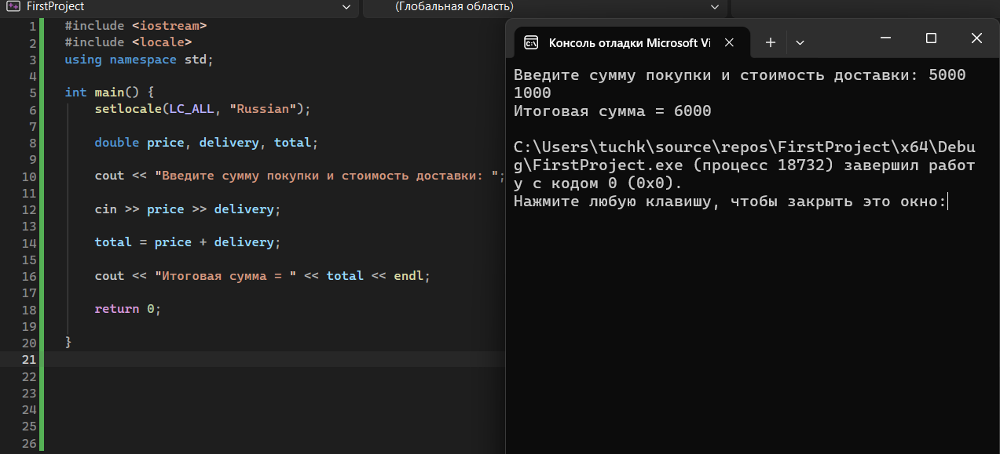 FirstProject
(Глобальная область)
1 #include <iostream>
2 #include <locale>
3 using namespace std;
4
5 int main() {
6 setlocale(LC_ALL, "Russian");
7
8 double price, delivery, total;
9
10 cout << "Введите сумму покупки и стоимость доставки: ";
11
12 cin >> price >> delivery;
13
14 total = price + delivery;
15
16 cout << "Итоговая сумма = " << total << endl;
17
18 return 0;
19
20 }
21
22
23
24
25
26
Консоль отладки Microsoft Vi
Введите сумму покупки и стоимость доставки: 5000
1000
Итоговая сумма = 6000
C:\Users\tuchk\source\repos\FirstProject\x64\Debu
g\FirstProject.exe (процесс 18732) завершил работ
у с кодом 0 (0x0).
Нажмите любую клавишу, чтобы закрыть это окно: